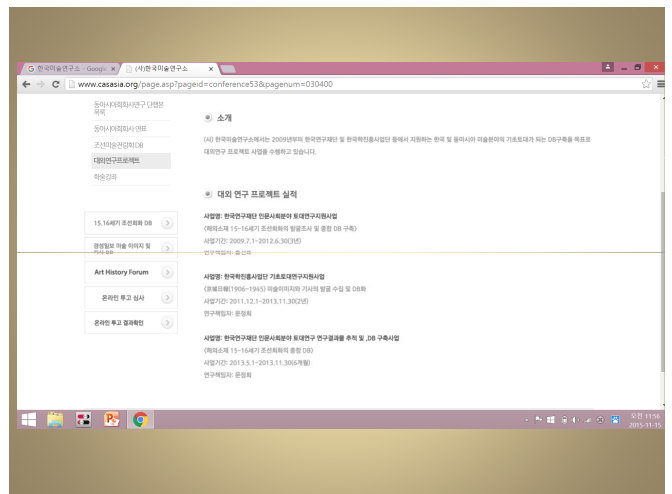 한국미술연구소 - Google
(사)한국미술연구소
www.casasia.org/page.asp?pageid=conference53&pagenum=030400
동아시아회화사연구 단행본
목록
동아시아회화사 연표
조선미술전람회 DB
대외연구프로젝트
학술강좌
15,16세기 조선회화 DB
경성일보 미술 이미지 및
기사 DB
Art History Forum
온라인 투고 심사
온라인 투고 결과확인
소개
(사) 한국미술연구소에서는 2009년부터 한국연구재단 및 한국학진흥사업단 등에서 지원하는 한국 및 동아시아 미술분야의 기초토대가 되는 DB구축을 목표로
대외연구 프로젝트 사업을 수행하고 있습니다.
대외 연구 프로젝트 실적
사업명: 한국연구재단 인문사회분야 토대연구지원사업
(해외소재 15-16세기 조선회화의 발굴조사 및 종합 DB 구축)
사업기간: 2009.7.1-2012.6.30(3년)
연구책임자:
사업명: 한국학진흥사업단 기초토대연구지원사업
(1906-1945) 미술이미지와 기사의 발굴 수집 및 DB화
사업기간: 2011.12.1-2013.11.30(2년)
연구책임자: 문정희
사업명: 한국연구재단 인문사회분야 토대연구 연구결과물 추적 및 ,DB 구축사업
(해외소재 15-16세기 조선회화의 종합 DB)
사업기간: 2013.5.1-2013.11.30(6개월)
연구책임자: 문정희
오전 11:56
2015-11-15